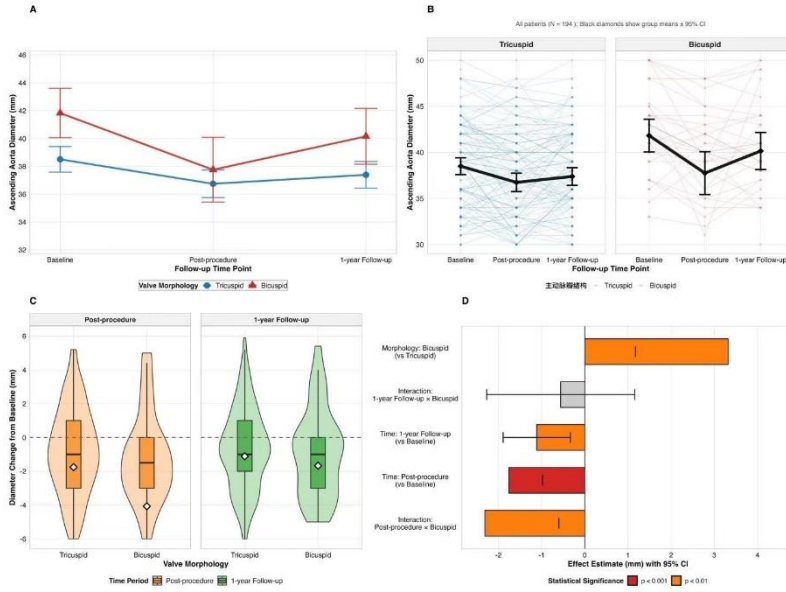 A
Ascending Aorta Diameter (mm)
46
44
42
40
38
36
34
32
Baseline
Post-procedure
1-year Follow-up
Follow-up Time Point
Valve Morphology
Tricuspid
Bicuspid
B
All patients (N = 194 ); Black diamonds show group means ± 95% CI
Tricuspid
Bicuspid
Ascending Aorta Diameter (mm)
50
45
40
35
30
Baseline
Post-procedure
1-year Follow-up
Baseline
Post-procedure
1-year Follow-up
Follow-up Time Point
主动脉瓣结构
Tricuspid
Bicuspid
C
Post-procedure
1-year Follow-up
Diameter Change from Baseline (mm)
6
4
2
0
-2
-4
-6
Tricuspid
Bicuspid
Tricuspid
Bicuspid
Valve Morphology
Time Period
Post-procedure
1-year Follow-up
D
Morphology: Bicuspid
(vs Tricuspid)
Interaction:
1-year Follow-up × Bicuspid
Time: 1-year Follow-up
(vs Baseline)
Time: Post-procedure
(vs Baseline)
Interaction:
Post-procedure × Bicuspid
-2
-1
0
1
2
3
4
Effect Estimate (mm) with 95% CI
Statistical Significance
p < 0.001
p < 0.01